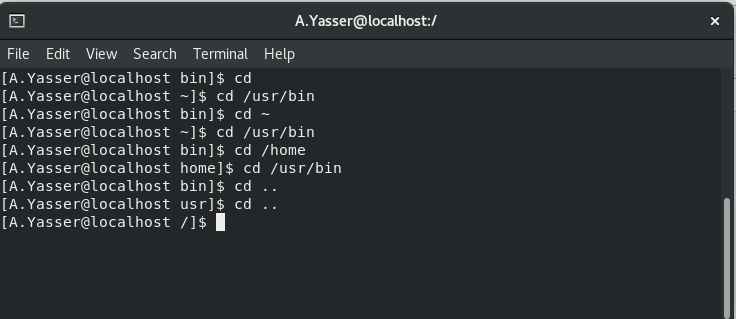 A.Yasser@localhost:/
File Edit View Search Terminal Help
[A.Yasser@localhost bin]$ cd
[A.Yasser@localhost ~]$ cd /usr/bin
[A.Yasser@localhost bin]$ cd ~
[A.Yasser@localhost ~]$ cd /usr/bin
[A.Yasser@localhost bin]$ cd /home
[A.Yasser@localhost home]$ cd /usr/bin
[A.Yasser@localhost bin]$ cd ..
[A.Yasser@localhost usr]$ cd ..
[A.Yasser@localhost /]$